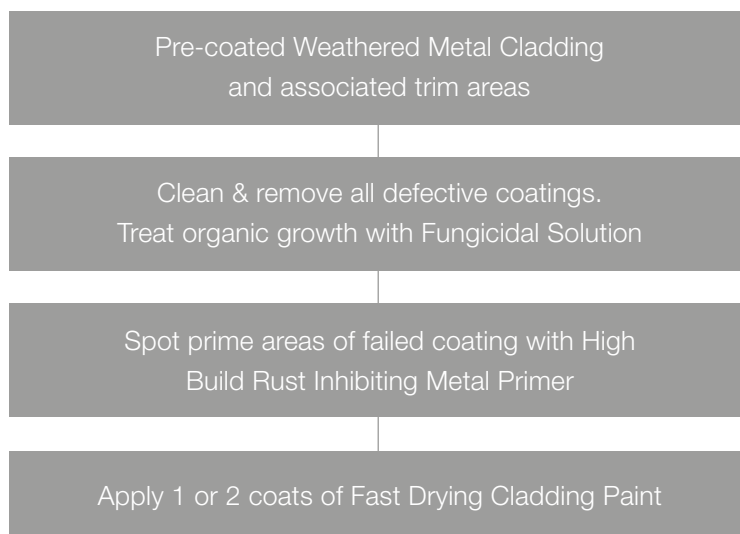 Pre-coated Weathered Metal Cladding
and associated trim areas
Clean & remove all defective coatings.
Treat organic growth with Fungicidal Solution
Spot prime areas of failed coating with High
Build Rust Inhibiting Metal Primer
Apply 1 or 2 coats of Fast Drying Cladding Paint